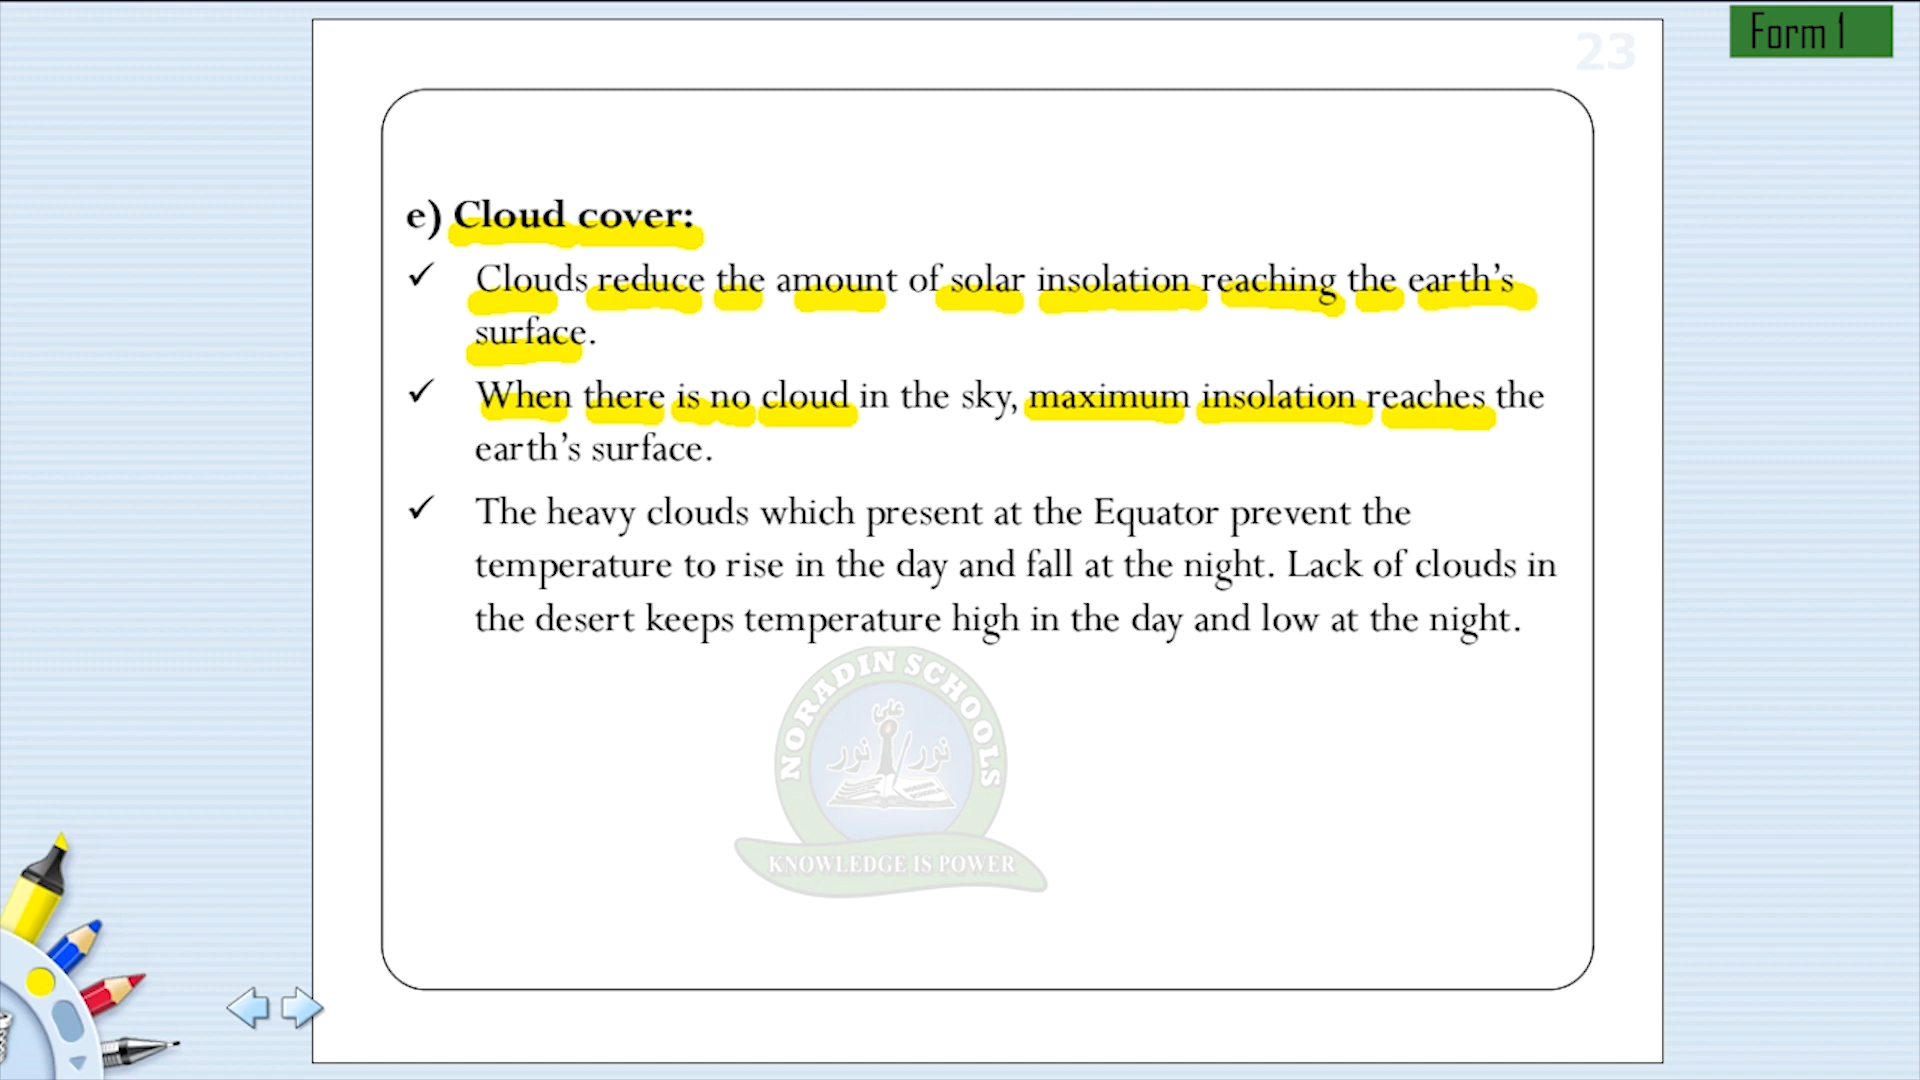 Form 1
23
e) Cloud cover:
✓ Clouds reduce the amount of solar insolation reaching the earth’s
surface.
✓ When there is no cloud in the sky, maximum insolation reaches the
earth’s surface.
✓ The heavy clouds which present at the Equator prevent the
temperature to rise in the day and fall at the night. Lack of clouds in
the desert keeps temperature high in the day and low at the night.
NORADIN SCHOOLS
نور نور
KNOWLEDGE IS POWER